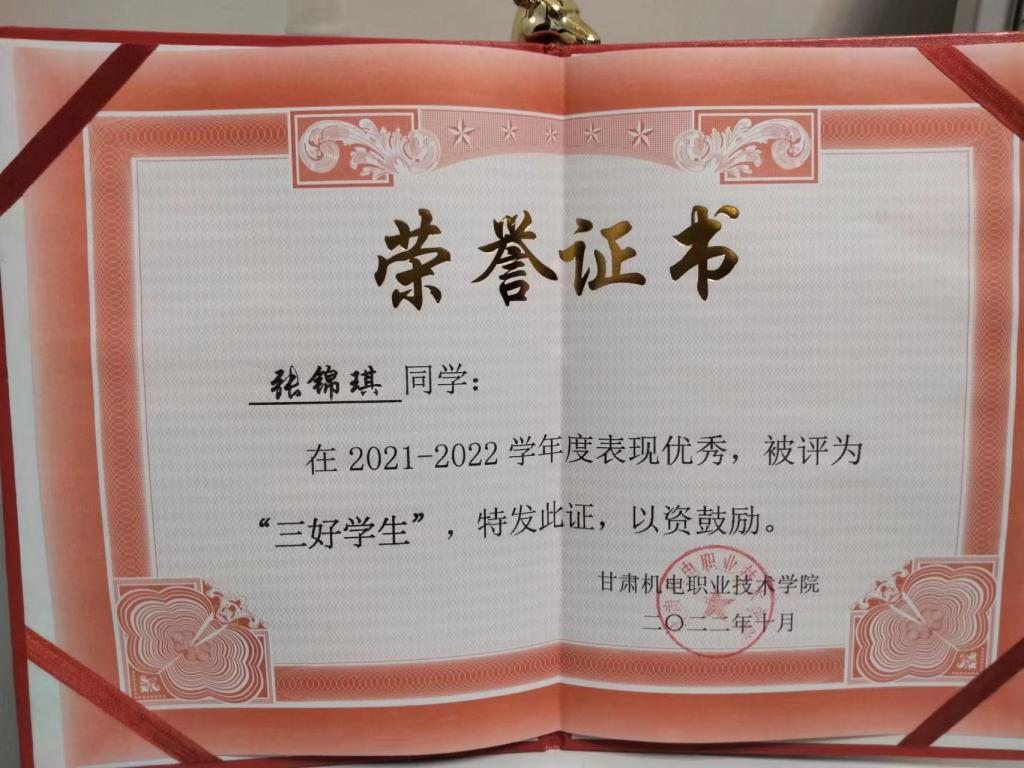 荣誉证书
张锦琪 同学：
在 2021-2022 学年度表现优秀，被评为
“三好学生”，特发此证，以资鼓励。
甘肃机电职业技术学院
二〇二二年十月